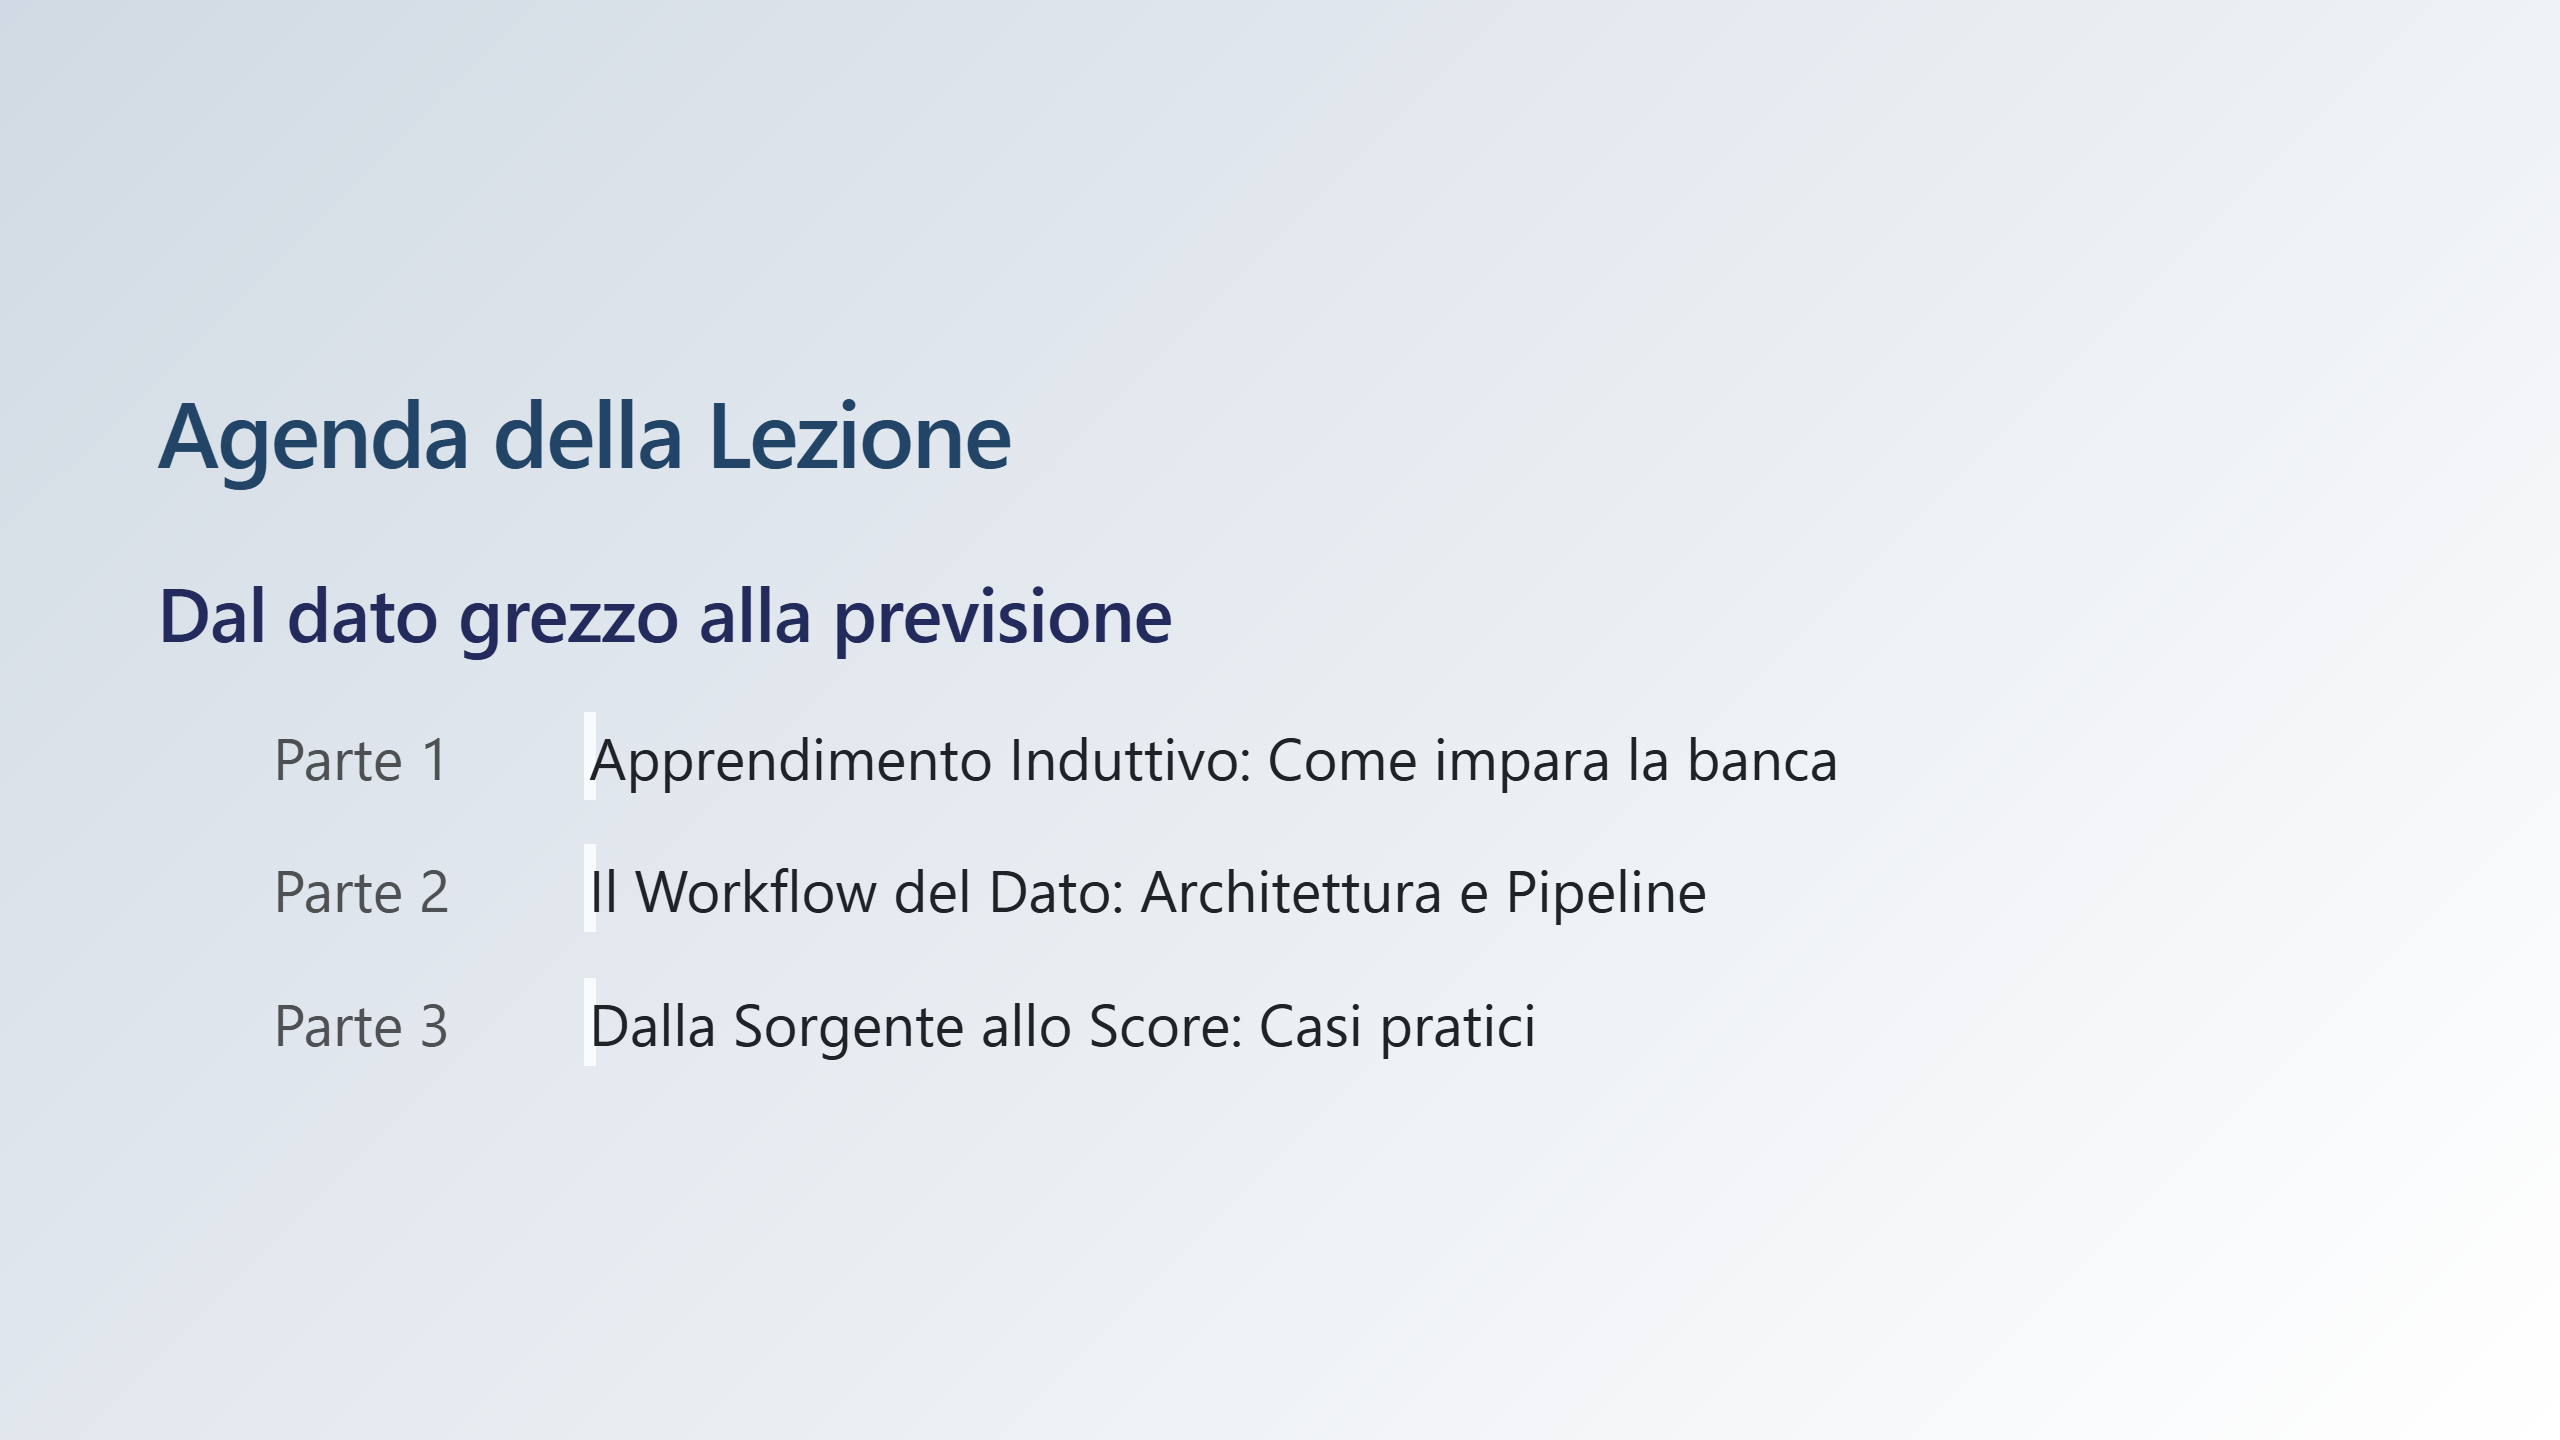 Agenda della Lezione
Dal dato grezzo alla previsione
Parte 1 Apprendimento Induttivo: Come impara la banca
Parte 2 Il Workflow del Dato: Architettura e Pipeline
Parte 3 Dalla Sorgente allo Score: Casi pratici